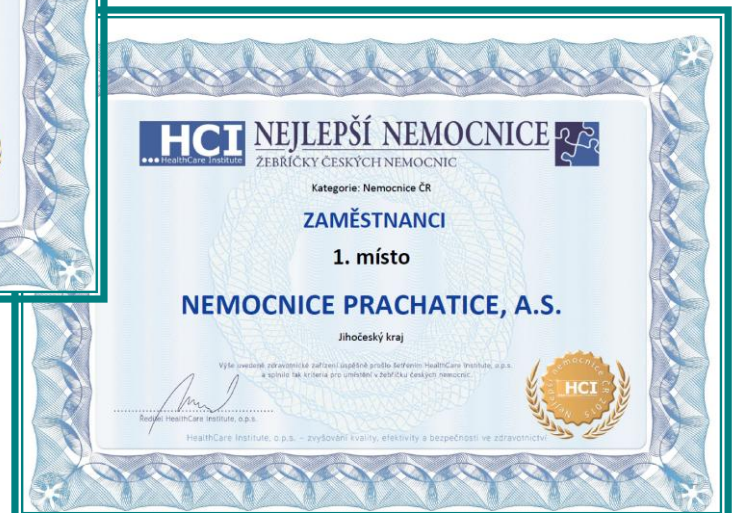 HCI NEJLEPŠÍ NEMOCNICE
HealthCare Institute ŽEBŘÍČKY ČESKÝCH NEMOCNIC
Kategorie: Nemocnice ČR
ZAMĚSTNANCI
1. místo
NEMOCNICE PRACHATICE, A.S.
Jihočeský kraj
Výše uvedené zdravotnické zařízení úspěšně prošlo šetřením HealthCare Institute, o.p.s.
a splnilo tak kriteria pro umístění v žebříčku českých nemocnic.
Ředitel HealthCare Institute, o.p.s.
HCI
HealthCare Institute, o.p.s. – zvyšování kvality, efektivity a bezpečnosti ve zdravotnictví